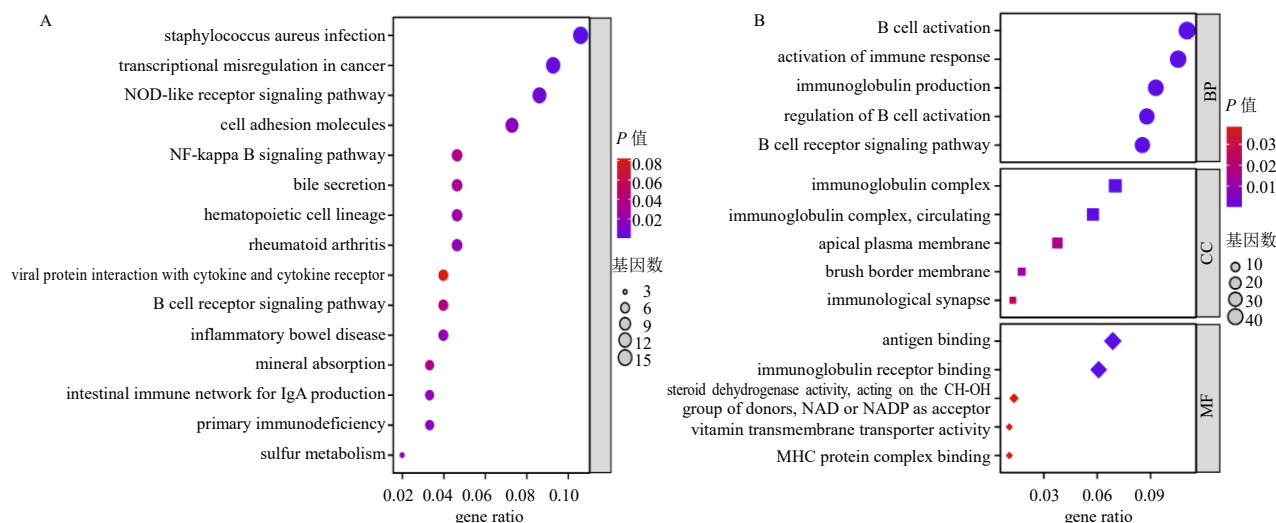 A
staphylococcus aureus infection
transcriptional misregulation in cancer
NOD-like receptor signaling pathway
cell adhesion molecules
NF-kappa B signaling pathway
bile secretion
hematopoietic cell lineage
rheumatoid arthritis
viral protein interaction with cytokine and cytokine receptor
B cell receptor signaling pathway
inflammatory bowel disease
mineral absorption
intestinal immune network for IgA production
primary immunodeficiency
sulfur metabolism
0.02 0.04 0.06 0.08 0.10
gene ratio
P 值
0.08
0.06
0.04
0.02
基因数
3
6
9
12
15
B
B cell activation
activation of immune response
immunoglobulin production
regulation of B cell activation
B cell receptor signaling pathway
BP
immunoglobulin complex
immunoglobulin complex, circulating
apical plasma membrane
brush border membrane
immunological synapse
CC
antigen binding
immunoglobulin receptor binding
steroid dehydrogenase activity, acting on the CH-OH
group of donors, NAD or NADP as acceptor
vitamin transmembrane transporter activity
MHC protein complex binding
MF
0.03 0.06 0.09
gene ratio
P 值
0.03
0.02
0.01
基因数
10
20
30
40